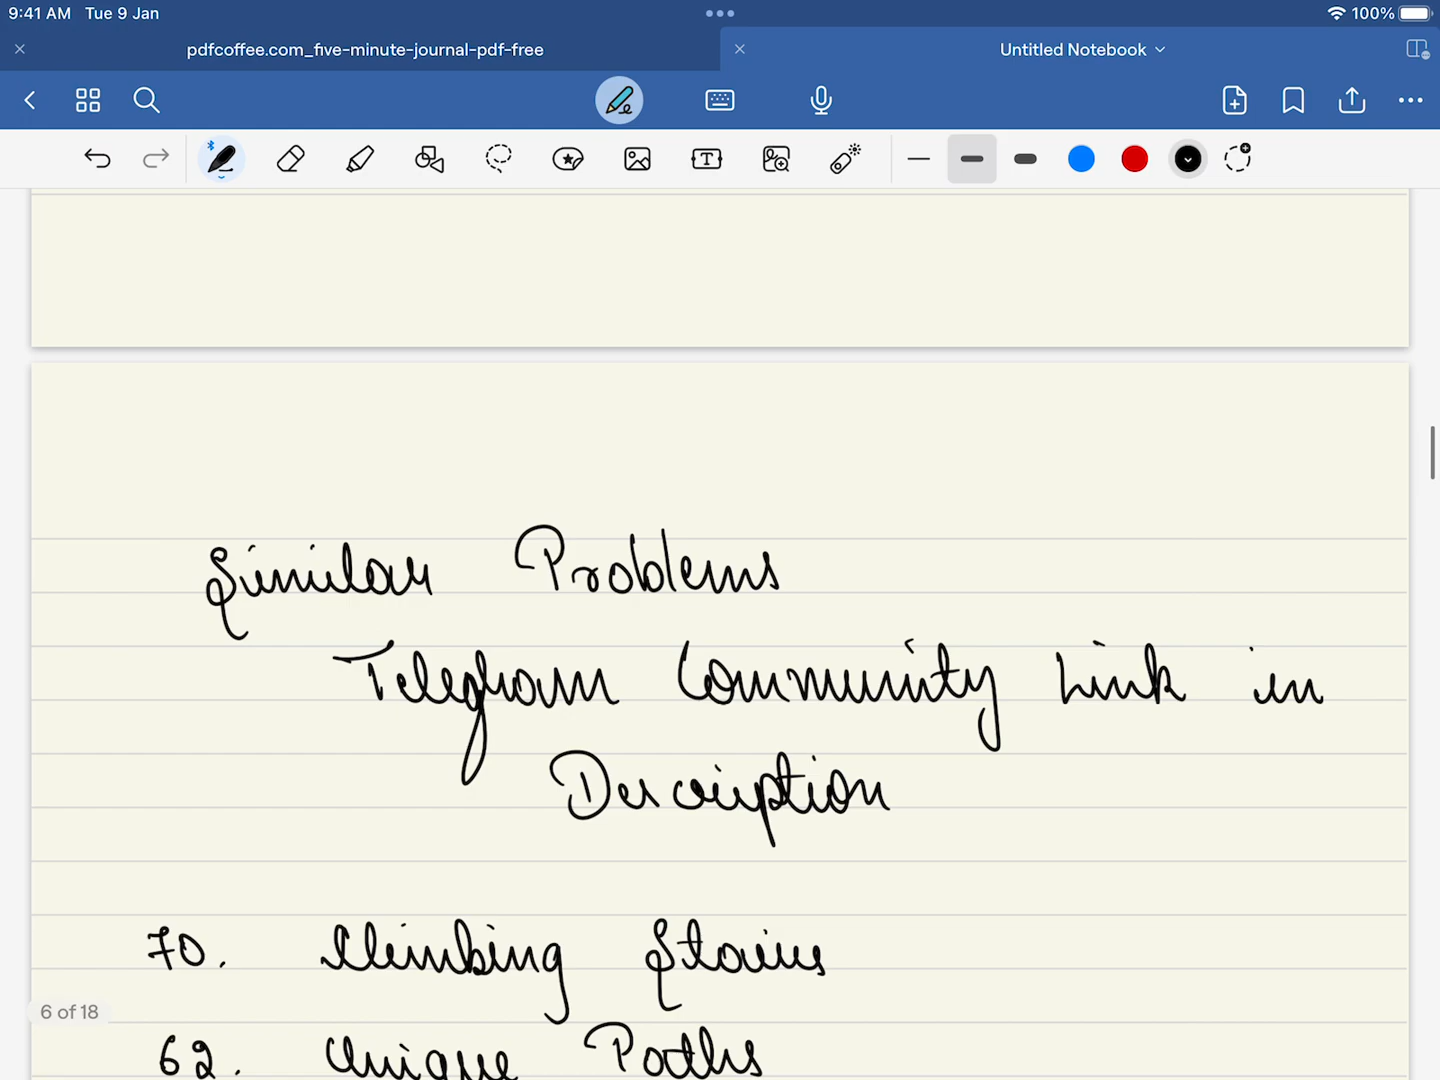 9:41 AM Tue 9 Jan 100%
pdfcoffee.com_five-minute-journal-pdf-free
Untitled Notebook
Similar Problems
Telegram Community Link in
Description
70. Climbing Stairs
6 of 18
62. Unique Paths